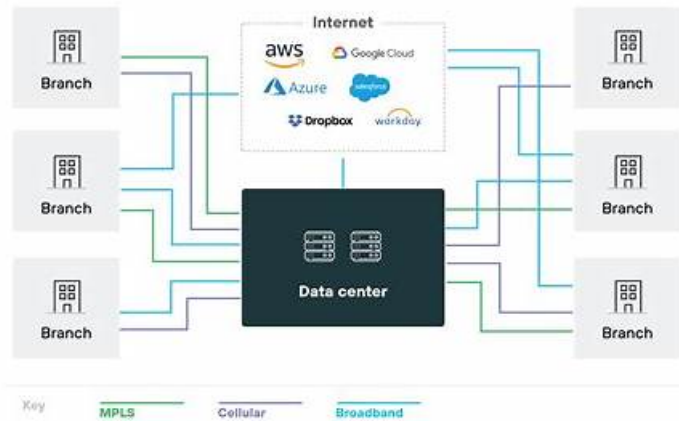 Internet
aws
Google Cloud
Azure
salesforce
Dropbox
workday
Branch
Branch
Branch
Data center
Branch
Branch
Branch
Key
MPLS
Cellular
Broadband